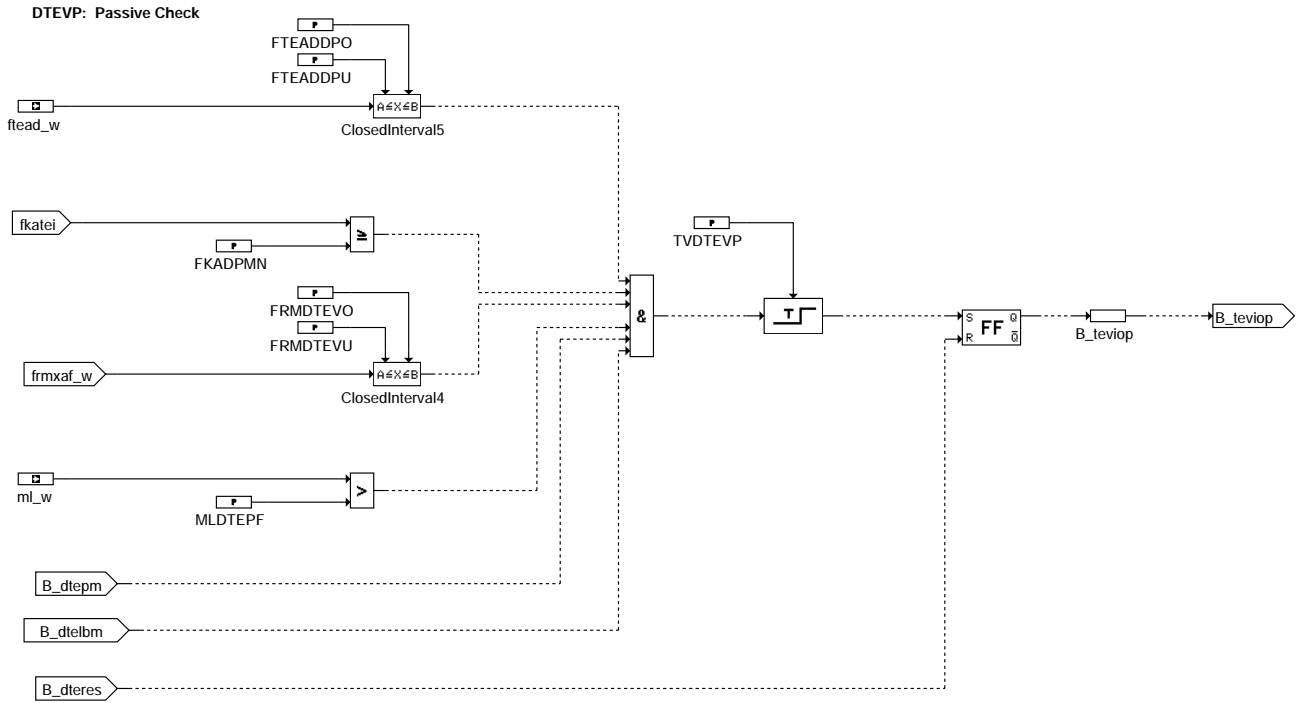 DTEVP: Passive Check
P
FTEADDPO
P
FTEADDPU
ftead_w
A≤X≤B
ClosedInterval5
fkatei
≥
P
FKADPMN
P
TVDTEVP
P
FRMDTEVO
P
FRMDTEVU
frmxaf_w
A≤X≤B
ClosedInterval4
&
T
S Q
FF
R Q̅
B_teviop
B_teviop
ml_w
>
P
MLDTEPF
B_dtepm
B_dtelbm
B_dteres